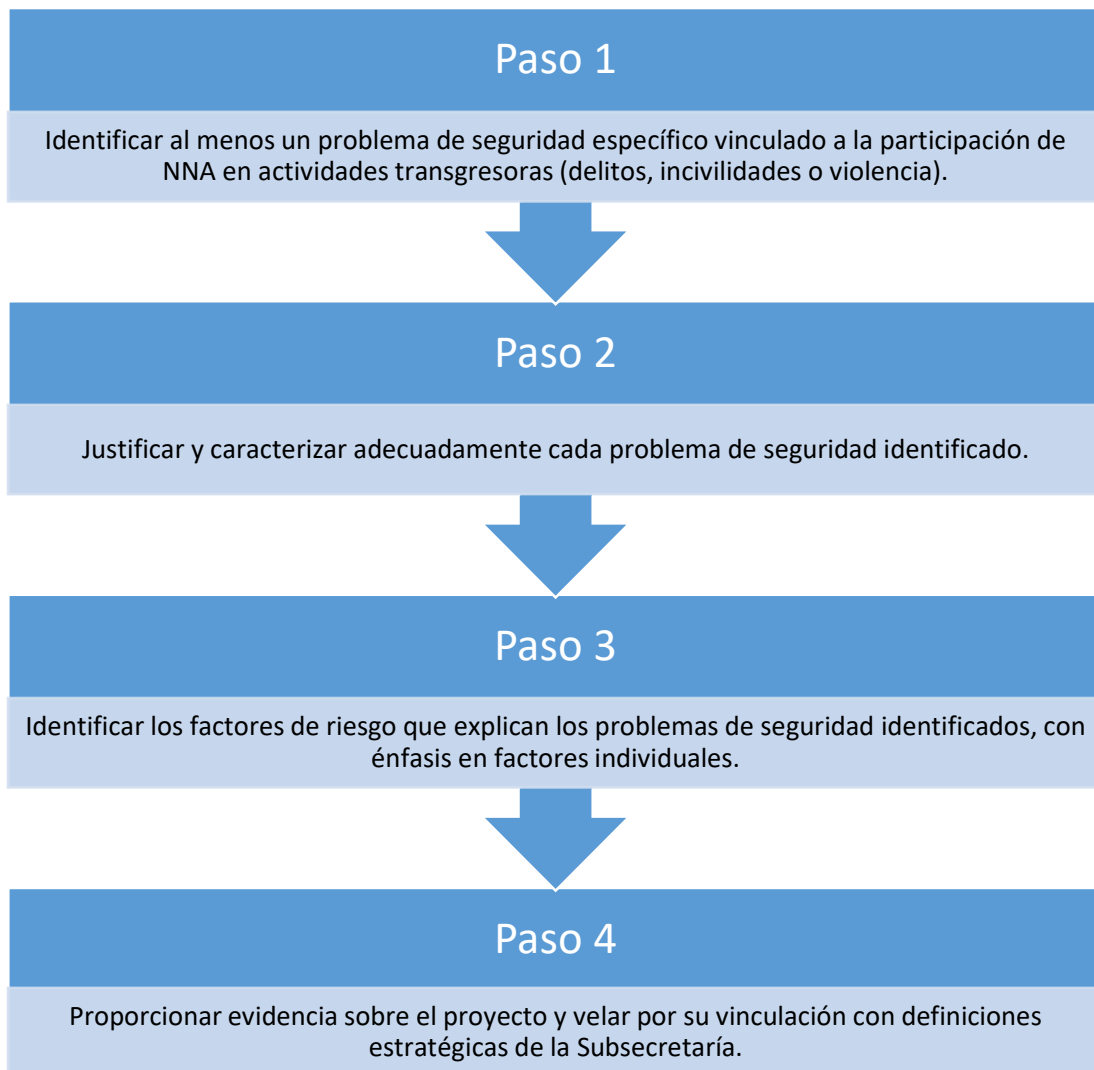 Paso 1
Identificar al menos un problema de seguridad específico vinculado a la participación de
NNA en actividades transgresoras (delitos, incivilidades o violencia).
Paso 2
Justificar y caracterizar adecuadamente cada problema de seguridad identificado.
Paso 3
Identificar los factores de riesgo que explican los problemas de seguridad identificados, con
énfasis en factores individuales.
Paso 4
Proporcionar evidencia sobre el proyecto y velar por su vinculación con definiciones
estratégicas de la Subsecretaría.